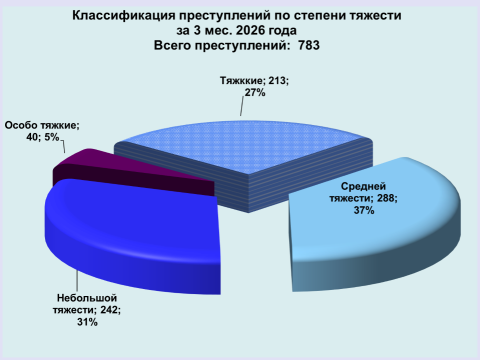 Классификация преступлений по степени тяжести
за 3 мес. 2026 года
Всего преступлений: 783
Тяжккие; 213;
27%
Особо тяжкие;
40; 5%
Средней
тяжести; 288;
37%
Небольшой
тяжести; 242;
31%